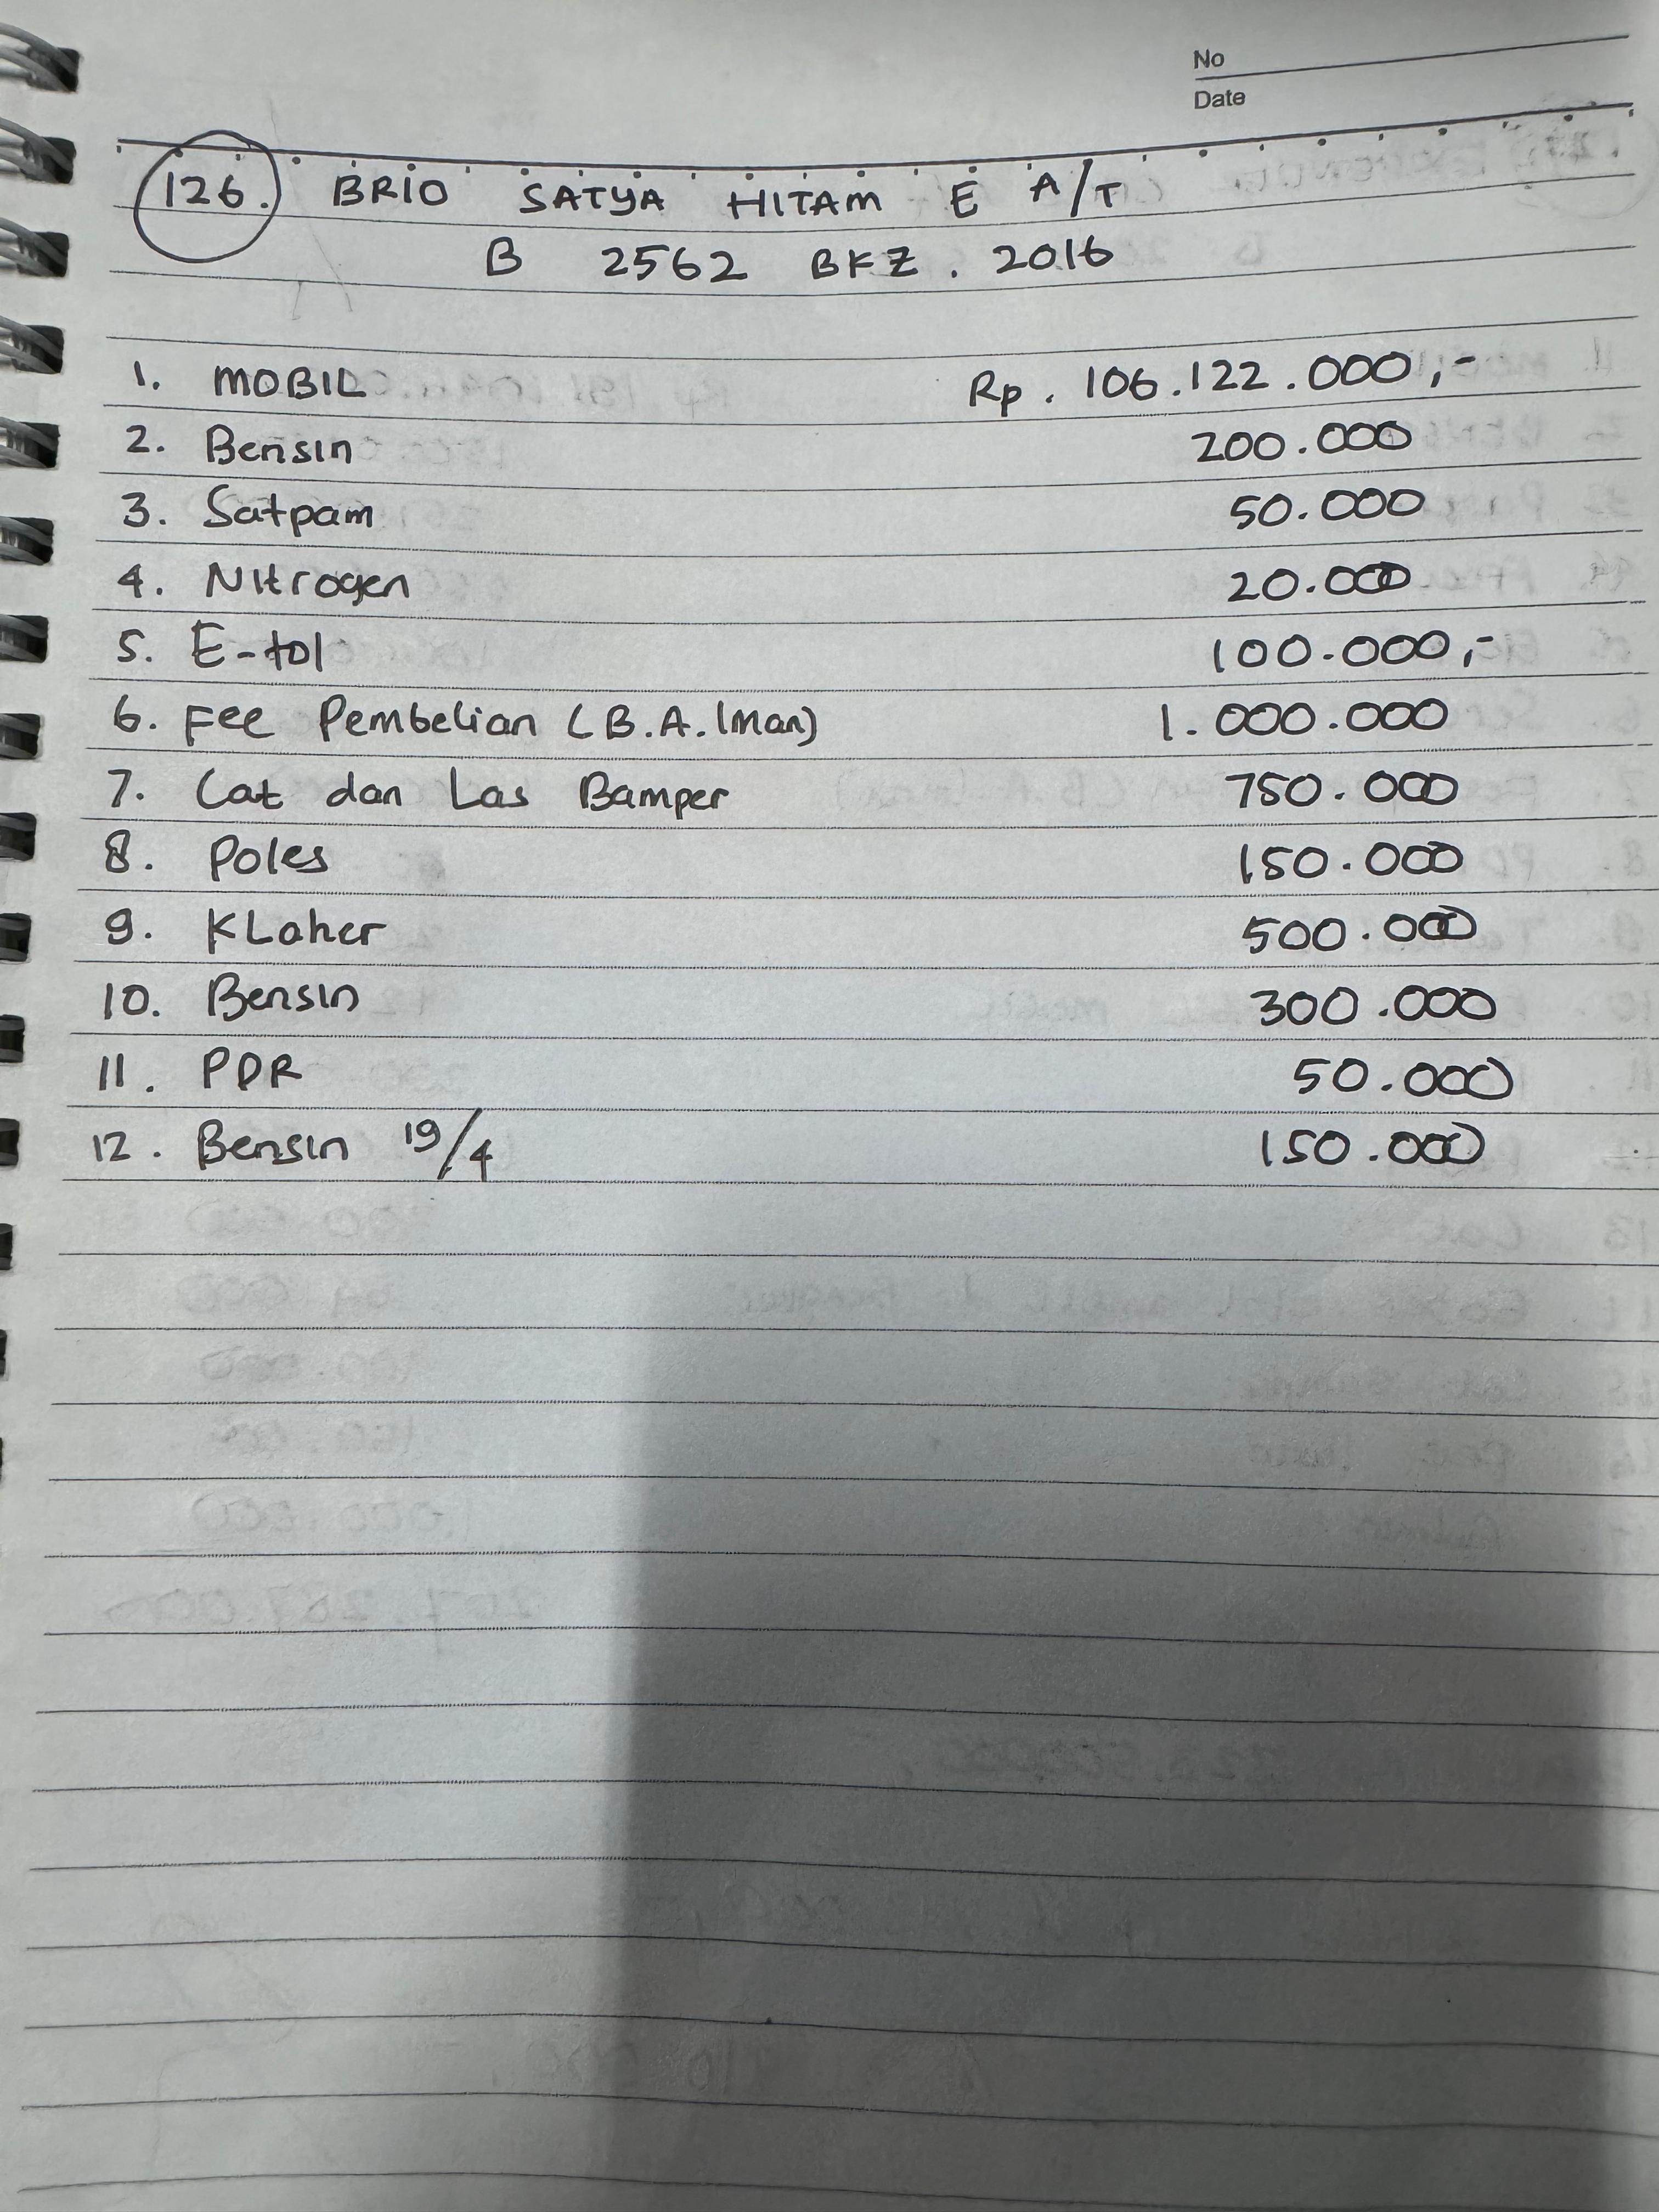 No
Date
126. BRIO SATYA HITAM E A/T
B 2562 BKZ . 2016
1. MOBIL Rp . 106.122.000,-
2. Bensin 200.000
3. Satpam 50.000
4. Nitrogen 20.000
5. E-tol 100.000,-
6. Fee Pembelian (B.A.Iman) 1.000.000
7. Cat dan Las Bamper 750.000
8. Poles 150.000
9. KLaher 500.000
10. Bensin 300.000
11. PDR 50.000
12. Bensin 19/4 150.000